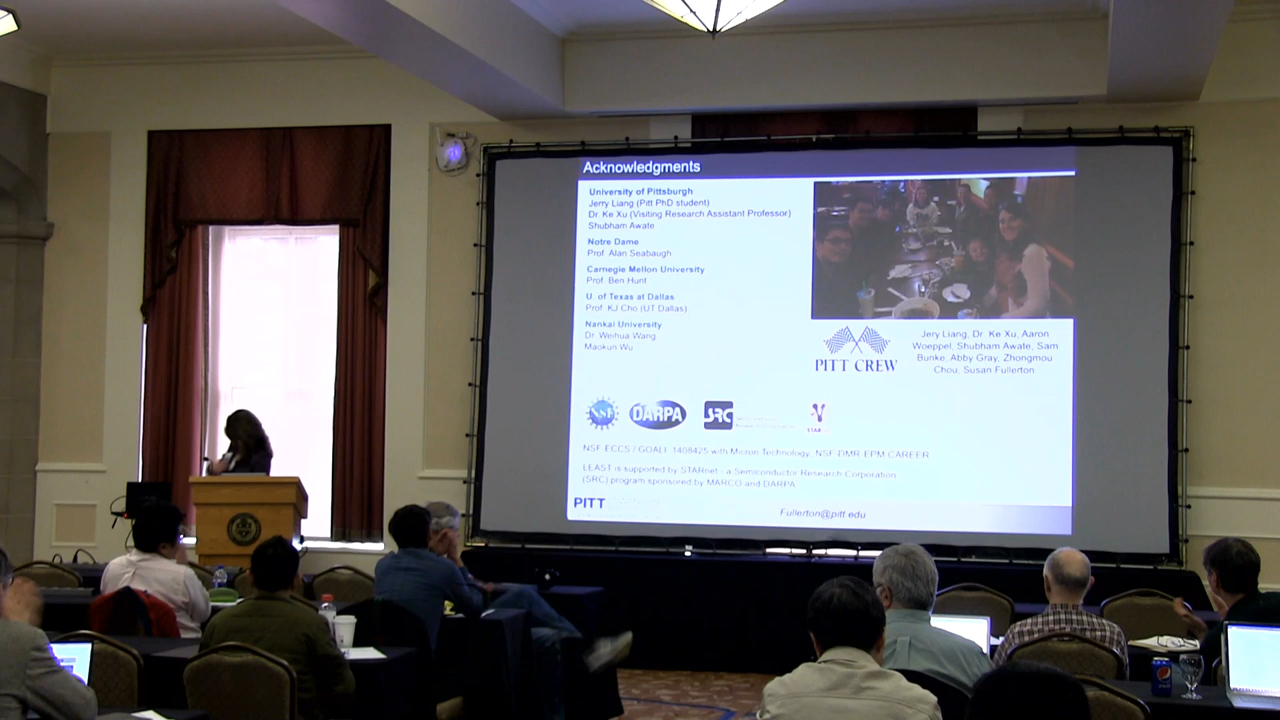 Acknowledgments
University of Pittsburgh
Jerry Liang (Pitt PhD student)
Dr. Ke Xu (Visiting Research Assistant Professor)
Shubham Awate
Notre Dame
Prof. Alan Seabaugh
Carnegie Mellon University
Prof. Ben Hunt
U. of Texas at Dallas
Prof. KJ Cho (UT Dallas)
Nankai University
Dr. Weihua Wang
Maokun Wu
PITT CREW
Jery Liang, Dr. Ke Xu, Aaron
Woeppel, Shubham Awate, Sam
Bunke, Abby Gray, Zhongmou
Chou, Susan Fullerton
NSF
DARPA
SRC
STAR
NSF-ECCS / GOALI: 1408425 with Micron Technology, NSF-DMR-EPM CAREER
LEAST is supported by STARnet - a Semiconductor Research Corporation
(SRC) program sponsored by MARCO and DARPA
PITT
Fullerton@pitt.edu
pepsi